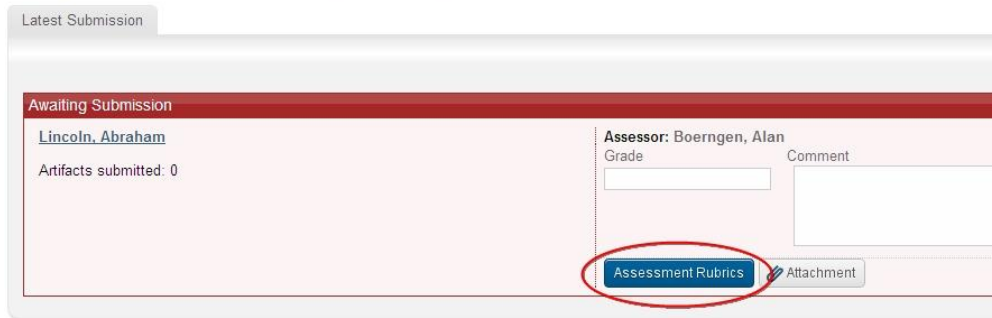 Latest Submission
Awaiting Submission
Lincoln, Abraham
Artifacts submitted: 0
Assessor: Boerngen, Alan
Grade
Comment
Assessment Rubrics
Attachment